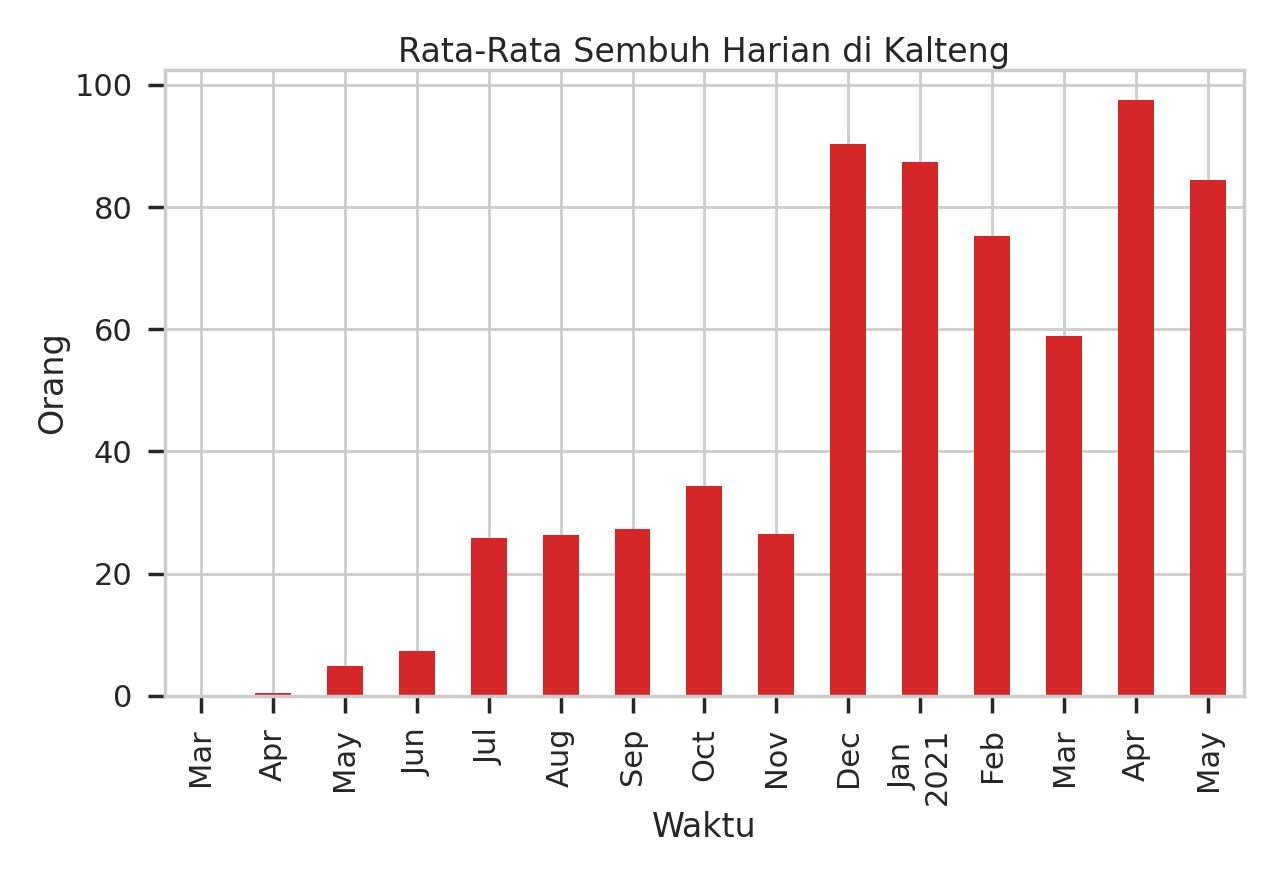 Rata-Rata Sembuh Harian di Kalteng
100
80
60
40
20
0
Orang
Mar
Apr
May
Jun
Jul
Aug
Sep
Oct
Nov
Dec
Jan
2021
Feb
Mar
Apr
May
Waktu